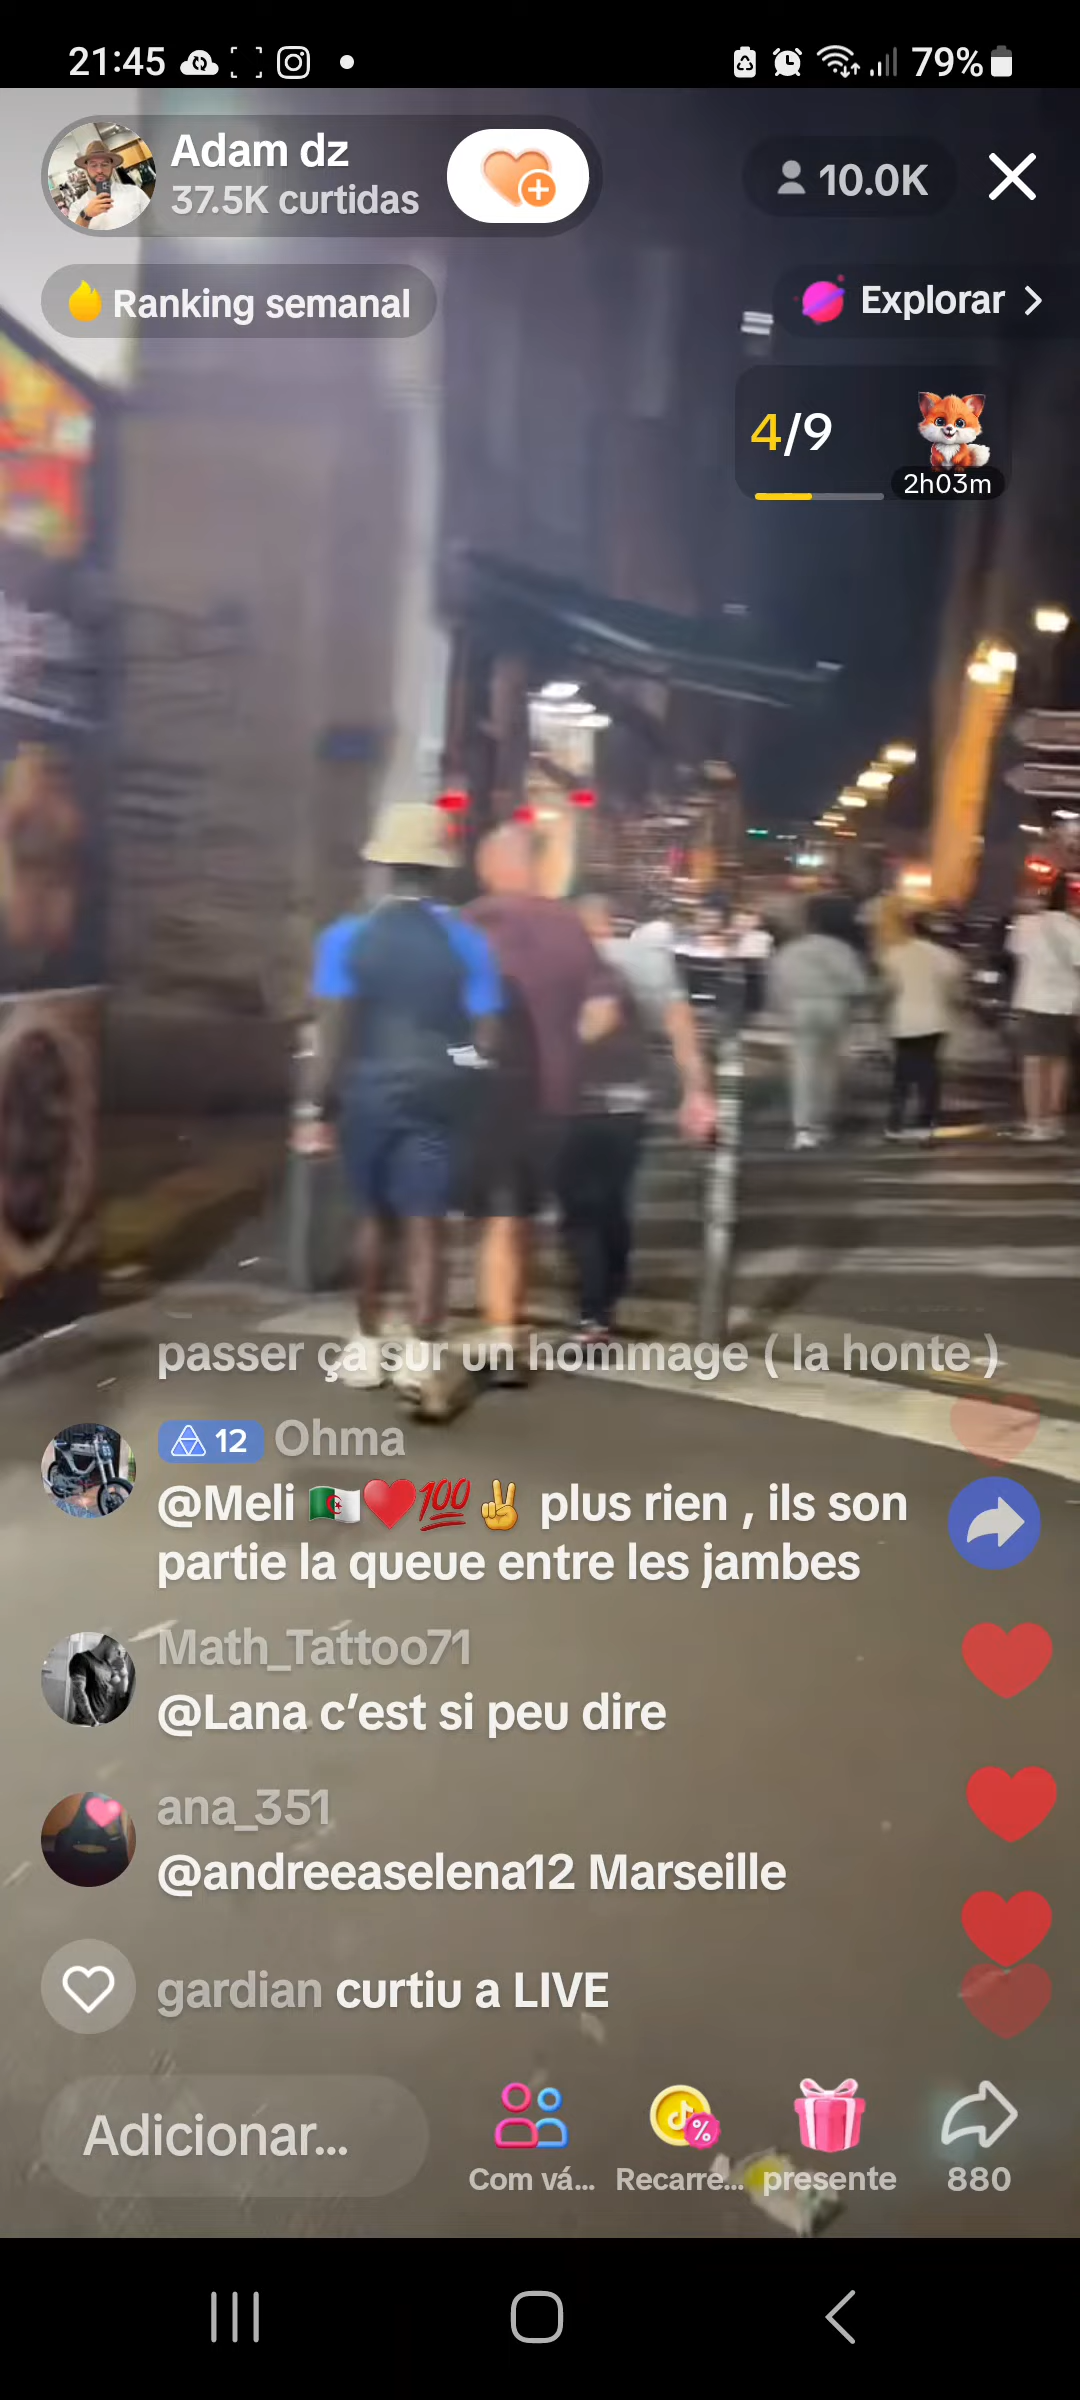 21:45
79%
Adam dz
37.5K curtidas
10.0K
Ranking semanal
Explorar
4/9
2h03m
passer ça sur un hommage ( la honte )
12 Ohma
@Meli 🇩🇿❤️💯✌️ plus rien , ils son
partie la queue entre les jambes
Math_Tattoo71
@Lana c’est si peu dire
ana_351
@andreeaselena12 Marseille
gardian curtiu a LIVE
Adicionar...
Com vá...
Recarre...
presente
880